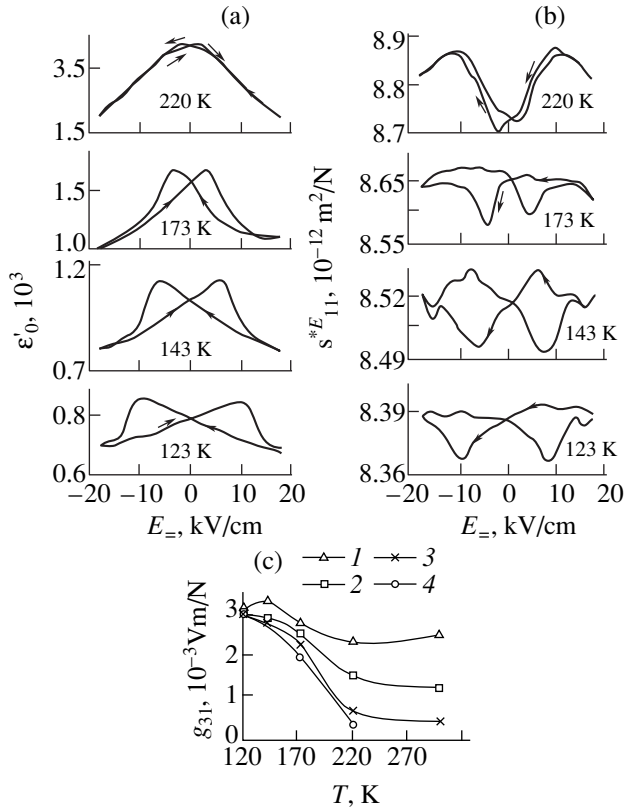 (a) (b)
3.5
1.5
220 K
1.5
1.0
173 K
1.2
0.7
143 K
0.8
0.6
123 K
−20 −10 0 10 20
E=, kV/cm
ε′0, 10^3
8.9
8.8
8.7
220 K
8.65
8.55
173 K
8.52
8.49
143 K
8.39
8.36
123 K
−20 −10 0 10 20
E=, kV/cm
s*E11, 10^−12 m^2/N
(c)
1 3
2 4
3
2
1
0
120 170 220 270
T, K
g31, 10^−3 Vm/N